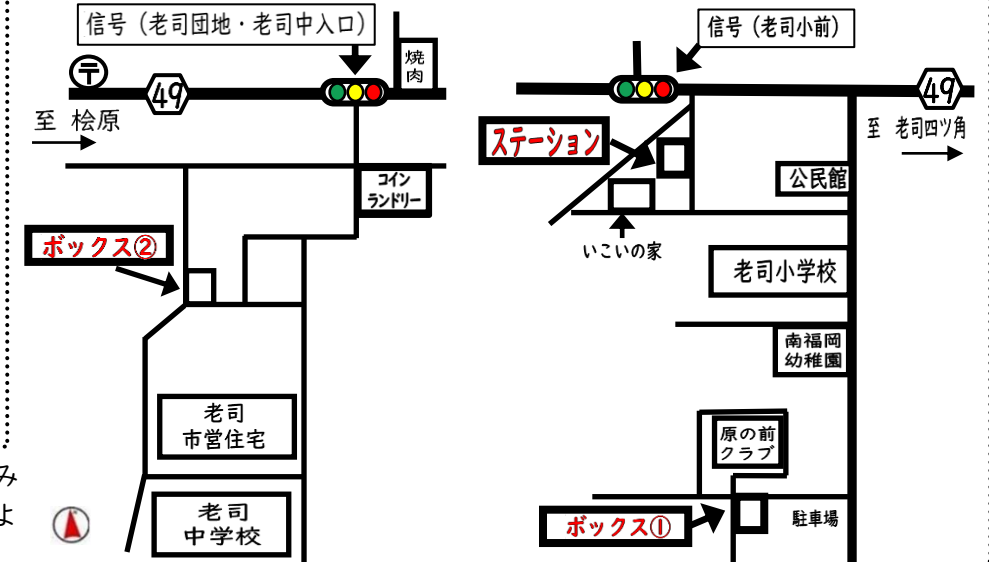 信号（老司団地・老司中入口）
焼
肉
〒
49
至 桧原
コイン
ランドリー
ボックス②
老司
市営住宅
老司
中学校
み
よ
信号（老司小前）
49
至 老司四ツ角
ステーション
公民館
いこいの家
老司小学校
南福岡
幼稚園
原の前
クラブ
ボックス①
駐車場